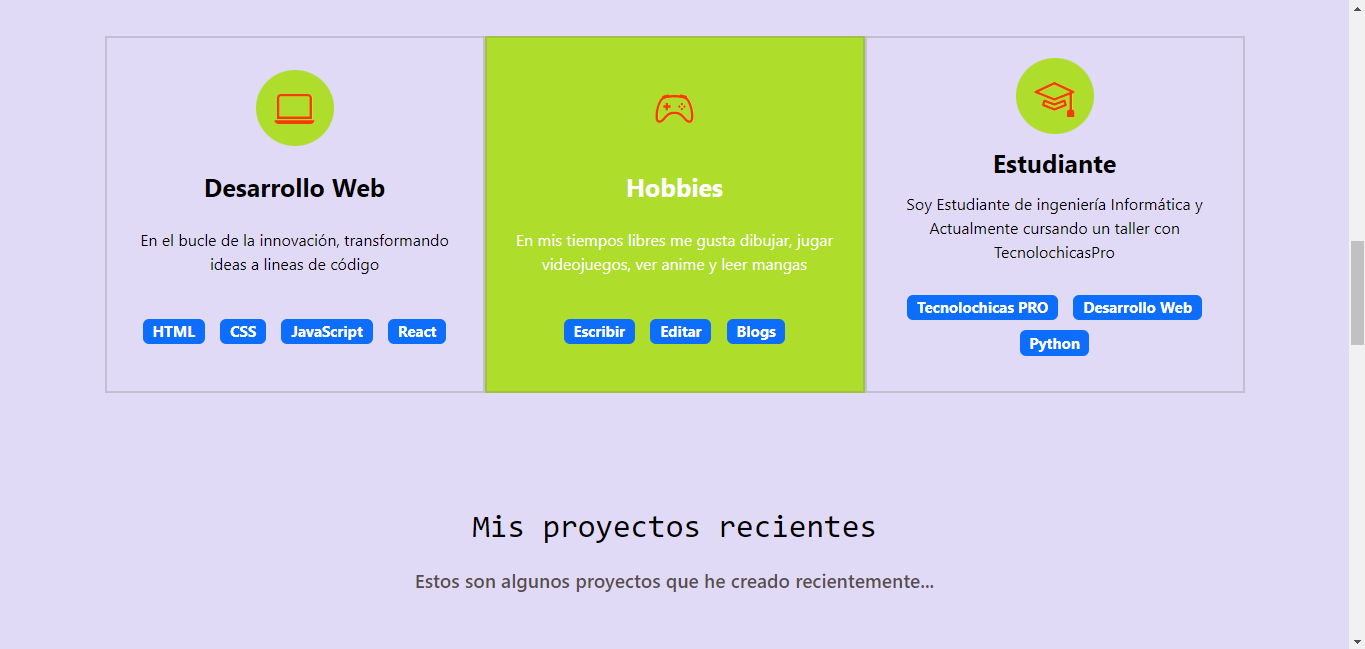 Desarrollo Web
En el bucle de la innovación, transformando
ideas a lineas de código
HTML CSS JavaScript React
Hobbies
En mis tiempos libres me gusta dibujar, jugar
videojuegos, ver anime y leer mangas
Escribir Editar Blogs
Estudiante
Soy Estudiante de ingeniería Informática y
Actualmente cursando un taller con
TecnolochicasPro
Tecnolochicas PRO Desarrollo Web
Python
Mis proyectos recientes
Estos son algunos proyectos que he creado recientemente...